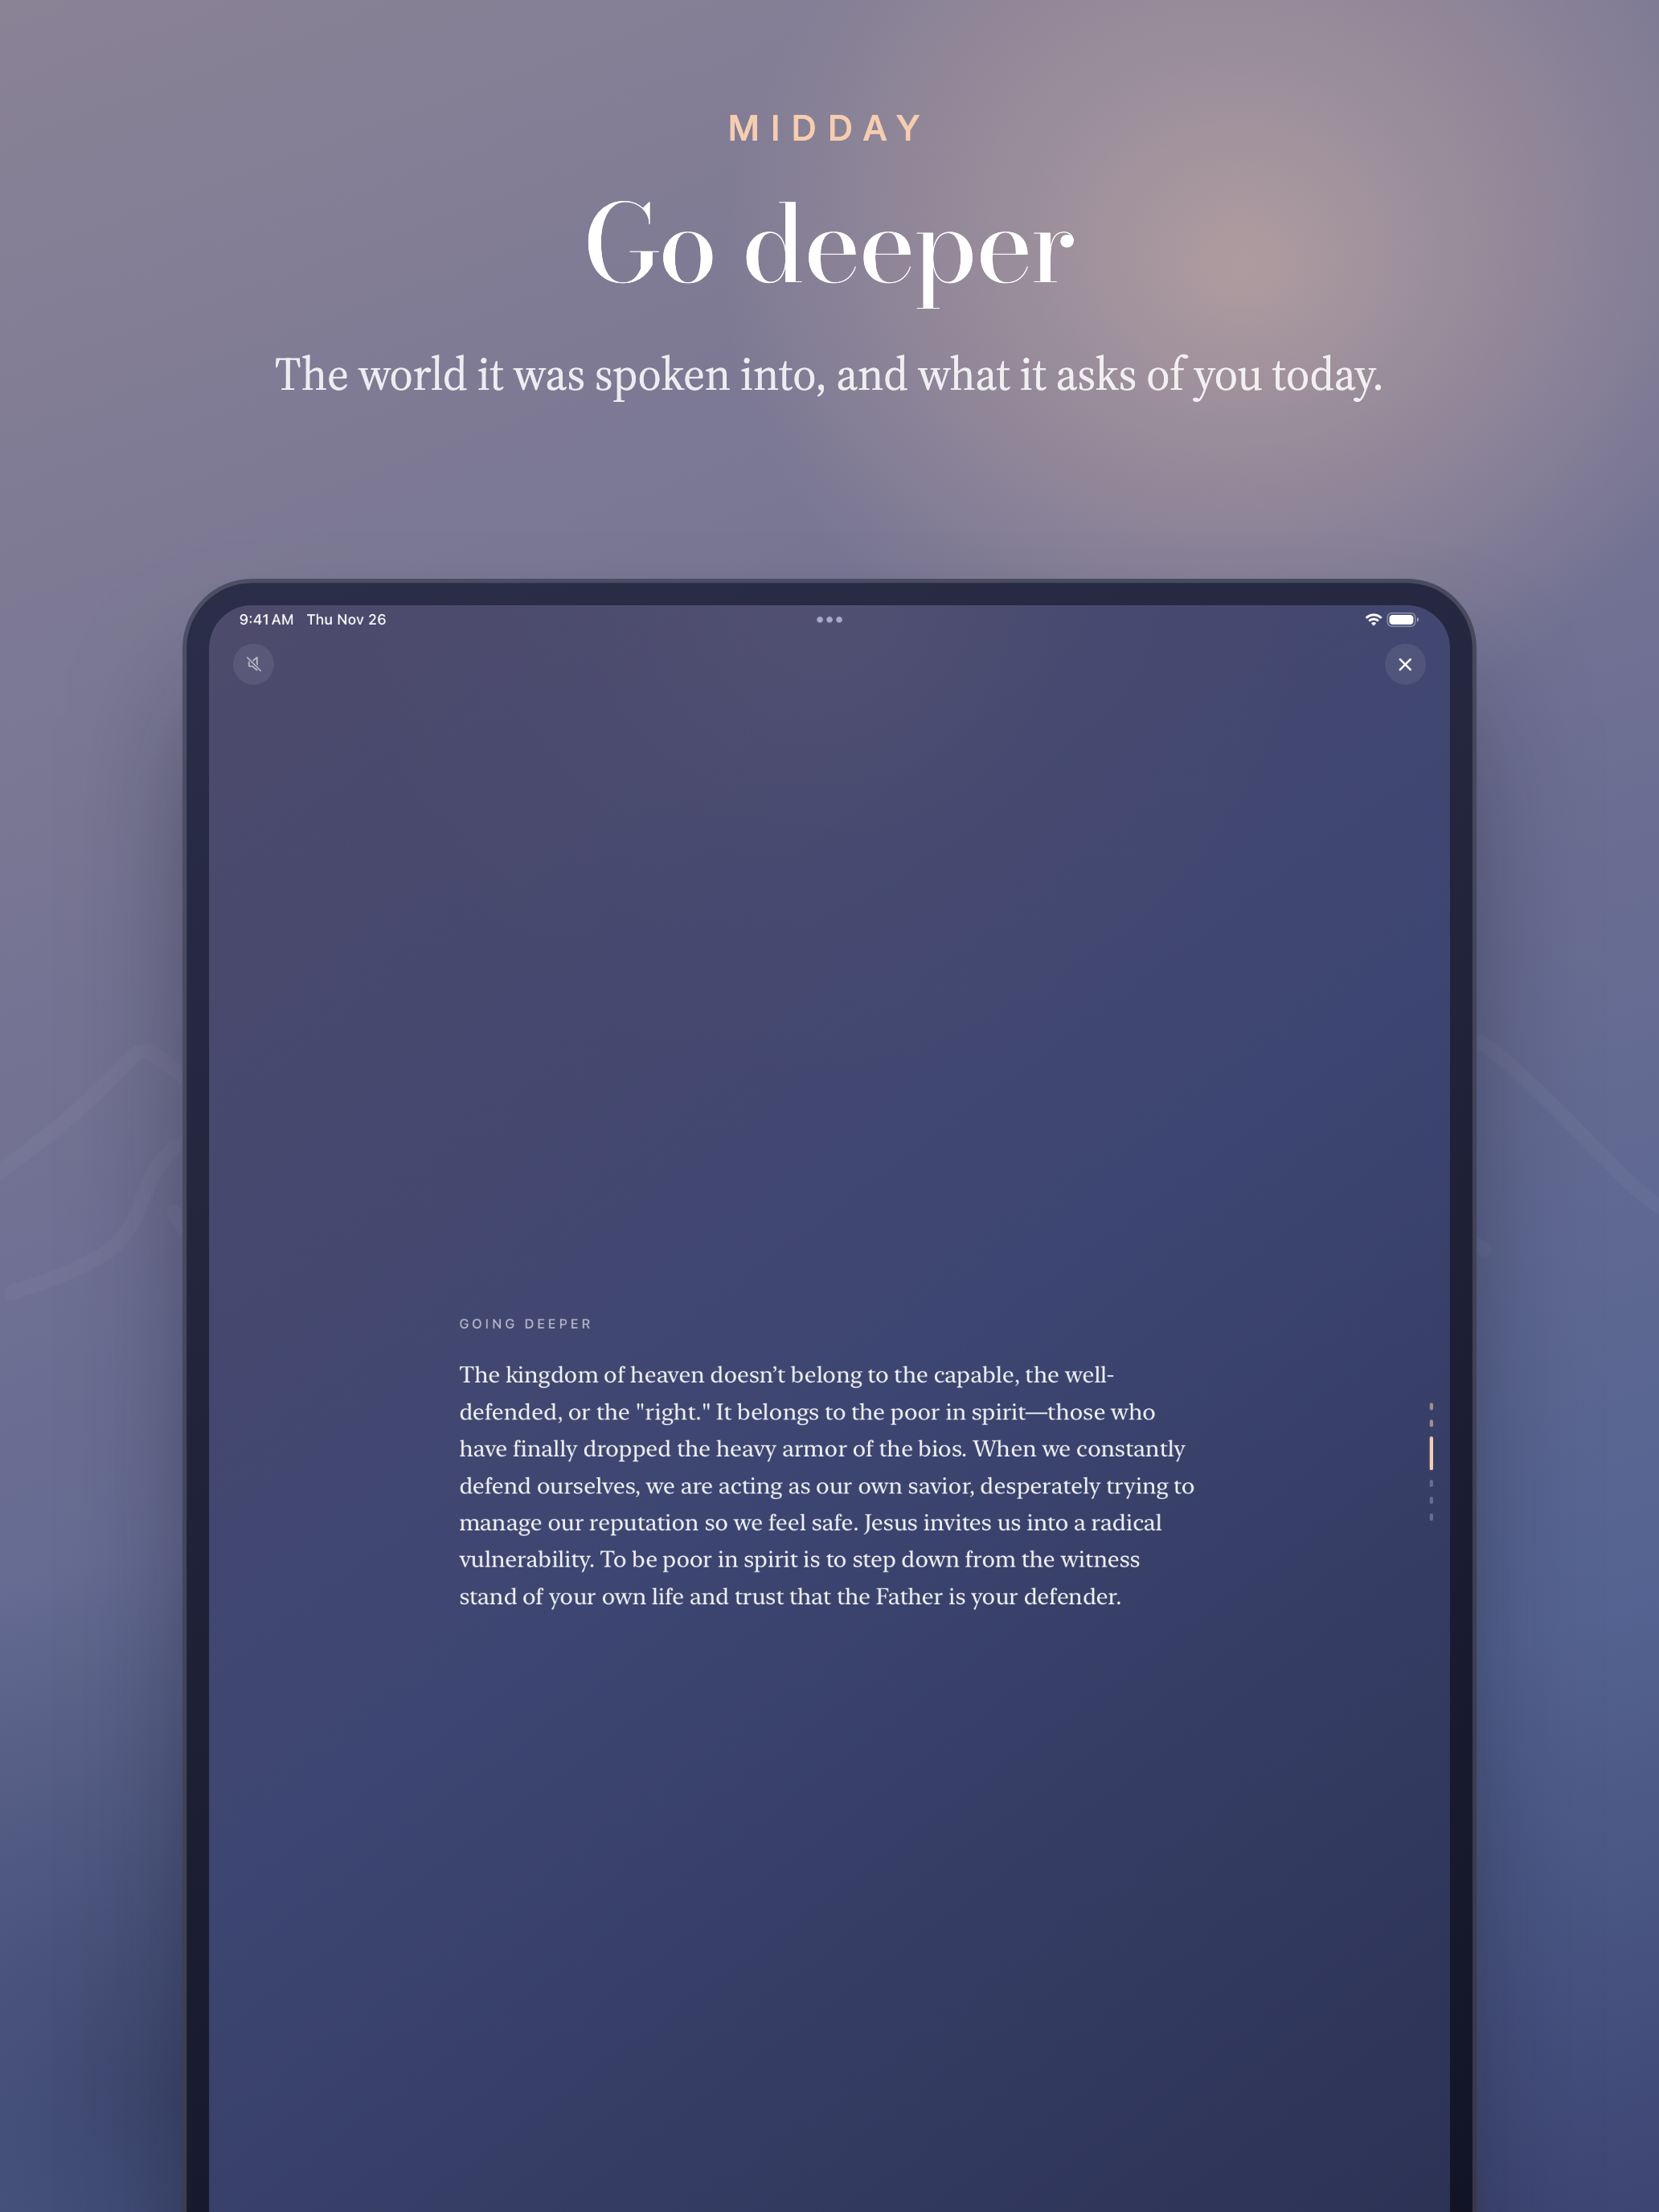 MIDDAY
Go deeper
The world it was spoken into, and what it asks of you today.
9:41 AM Thu Nov 26
GOING DEEPER
The kingdom of heaven doesn’t belong to the capable, the well-
defended, or the "right." It belongs to the poor in spirit—those who
have finally dropped the heavy armor of the bios. When we constantly
defend ourselves, we are acting as our own savior, desperately trying to
manage our reputation so we feel safe. Jesus invites us into a radical
vulnerability. To be poor in spirit is to step down from the witness
stand of your own life and trust that the Father is your defender.